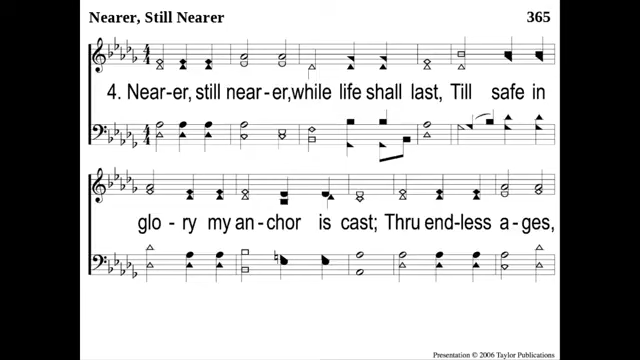 Nearer, Still Nearer 365
4. Near-er, still near-er,while life shall last, Till safe in
glo - ry my an-chor is cast; Thru end-less a-ges,
Presentation © 2006 Taylor Publications